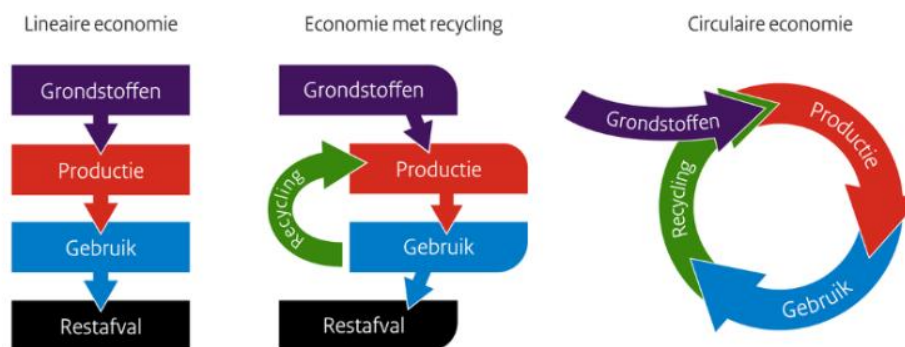 Lineaire economie
Grondstoffen
Productie
Gebruik
Restafval
Economie met recycling
Grondstoffen
Recycling
Productie
Gebruik
Restafval
Circulaire economie
Grondstoffen
Productie
Recycling
Gebruik